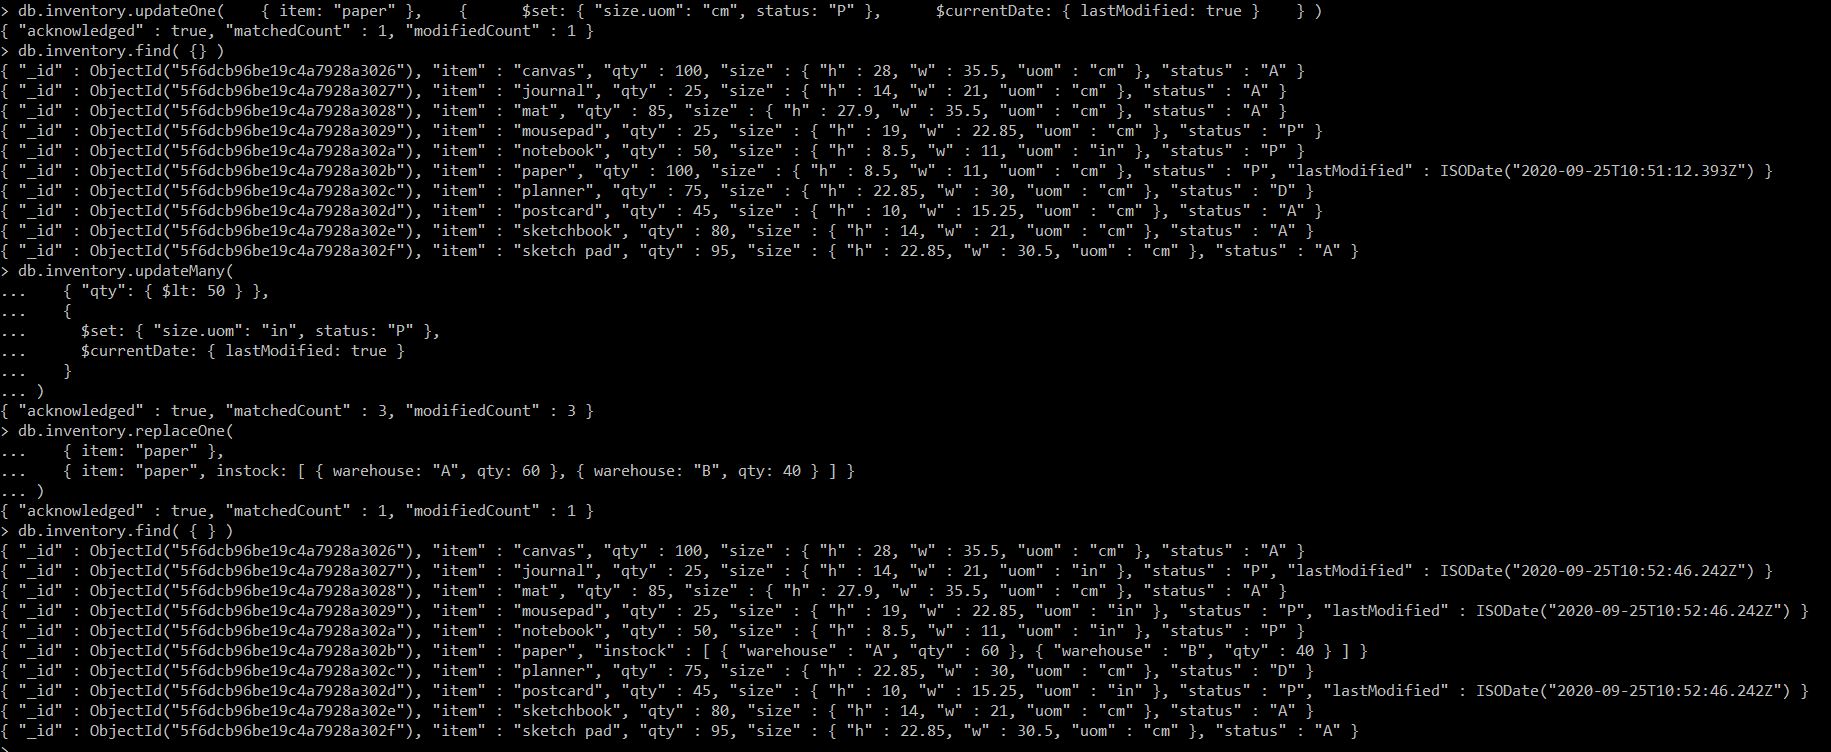 > db.inventory.updateOne(    { item: "paper" },    {      $set: { "size.uom": "cm", status: "P" },      $currentDate: { lastModified: true }    } )
{ "acknowledged" : true, "matchedCount" : 1, "modifiedCount" : 1 }
> db.inventory.find( {} )
{ "_id" : ObjectId("5f6dcb96be19c4a7928a3026"), "item" : "canvas", "qty" : 100, "size" : { "h" : 28, "w" : 35.5, "uom" : "cm" }, "status" : "A" }
{ "_id" : ObjectId("5f6dcb96be19c4a7928a3027"), "item" : "journal", "qty" : 25, "size" : { "h" : 14, "w" : 21, "uom" : "cm" }, "status" : "A" }
{ "_id" : ObjectId("5f6dcb96be19c4a7928a3028"), "item" : "mat", "qty" : 85, "size" : { "h" : 27.9, "w" : 35.5, "uom" : "cm" }, "status" : "A" }
{ "_id" : ObjectId("5f6dcb96be19c4a7928a3029"), "item" : "mousepad", "qty" : 25, "size" : { "h" : 19, "w" : 22.85, "uom" : "cm" }, "status" : "P" }
{ "_id" : ObjectId("5f6dcb96be19c4a7928a302a"), "item" : "notebook", "qty" : 50, "size" : { "h" : 8.5, "w" : 11, "uom" : "in" }, "status" : "P" }
{ "_id" : ObjectId("5f6dcb96be19c4a7928a302b"), "item" : "paper", "qty" : 100, "size" : { "h" : 8.5, "w" : 11, "uom" : "cm" }, "status" : "P", "lastModified" : ISODate("2020-09-25T10:51:12.393Z") }
{ "_id" : ObjectId("5f6dcb96be19c4a7928a302c"), "item" : "planner", "qty" : 75, "size" : { "h" : 22.85, "w" : 30, "uom" : "cm" }, "status" : "D" }
{ "_id" : ObjectId("5f6dcb96be19c4a7928a302d"), "item" : "postcard", "qty" : 45, "size" : { "h" : 10, "w" : 15.25, "uom" : "cm" }, "status" : "A" }
{ "_id" : ObjectId("5f6dcb96be19c4a7928a302e"), "item" : "sketchbook", "qty" : 80, "size" : { "h" : 14, "w" : 21, "uom" : "cm" }, "status" : "A" }
{ "_id" : ObjectId("5f6dcb96be19c4a7928a302f"), "item" : "sketch pad", "qty" : 95, "size" : { "h" : 22.85, "w" : 30.5, "uom" : "cm" }, "status" : "A" }
> db.inventory.updateMany(
...    { "qty": { $lt: 50 } },
...    {
...      $set: { "size.uom": "in", status: "P" },
...      $currentDate: { lastModified: true }
...    }
... )
{ "acknowledged" : true, "matchedCount" : 3, "modifiedCount" : 3 }
> db.inventory.replaceOne(
...    { item: "paper" },
...    { item: "paper", instock: [ { warehouse: "A", qty: 60 }, { warehouse: "B", qty: 40 } ] }
... )
{ "acknowledged" : true, "matchedCount" : 1, "modifiedCount" : 1 }
> db.inventory.find( { } )
{ "_id" : ObjectId("5f6dcb96be19c4a7928a3026"), "item" : "canvas", "qty" : 100, "size" : { "h" : 28, "w" : 35.5, "uom" : "cm" }, "status" : "A" }
{ "_id" : ObjectId("5f6dcb96be19c4a7928a3027"), "item" : "journal", "qty" : 25, "size" : { "h" : 14, "w" : 21, "uom" : "in" }, "status" : "P", "lastModified" : ISODate("2020-09-25T10:52:46.242Z") }
{ "_id" : ObjectId("5f6dcb96be19c4a7928a3028"), "item" : "mat", "qty" : 85, "size" : { "h" : 27.9, "w" : 35.5, "uom" : "cm" }, "status" : "A" }
{ "_id" : ObjectId("5f6dcb96be19c4a7928a3029"), "item" : "mousepad", "qty" : 25, "size" : { "h" : 19, "w" : 22.85, "uom" : "in" }, "status" : "P", "lastModified" : ISODate("2020-09-25T10:52:46.242Z") }
{ "_id" : ObjectId("5f6dcb96be19c4a7928a302a"), "item" : "notebook", "qty" : 50, "size" : { "h" : 8.5, "w" : 11, "uom" : "in" }, "status" : "P" }
{ "_id" : ObjectId("5f6dcb96be19c4a7928a302b"), "item" : "paper", "instock" : [ { "warehouse" : "A", "qty" : 60 }, { "warehouse" : "B", "qty" : 40 } ] }
{ "_id" : ObjectId("5f6dcb96be19c4a7928a302c"), "item" : "planner", "qty" : 75, "size" : { "h" : 22.85, "w" : 30, "uom" : "cm" }, "status" : "D" }
{ "_id" : ObjectId("5f6dcb96be19c4a7928a302d"), "item" : "postcard", "qty" : 45, "size" : { "h" : 10, "w" : 15.25, "uom" : "in" }, "status" : "P", "lastModified" : ISODate("2020-09-25T10:52:46.242Z") }
{ "_id" : ObjectId("5f6dcb96be19c4a7928a302e"), "item" : "sketchbook", "qty" : 80, "size" : { "h" : 14, "w" : 21, "uom" : "cm" }, "status" : "A" }
{ "_id" : ObjectId("5f6dcb96be19c4a7928a302f"), "item" : "sketch pad", "qty" : 95, "size" : { "h" : 22.85, "w" : 30.5, "uom" : "cm" }, "status" : "A" }
>